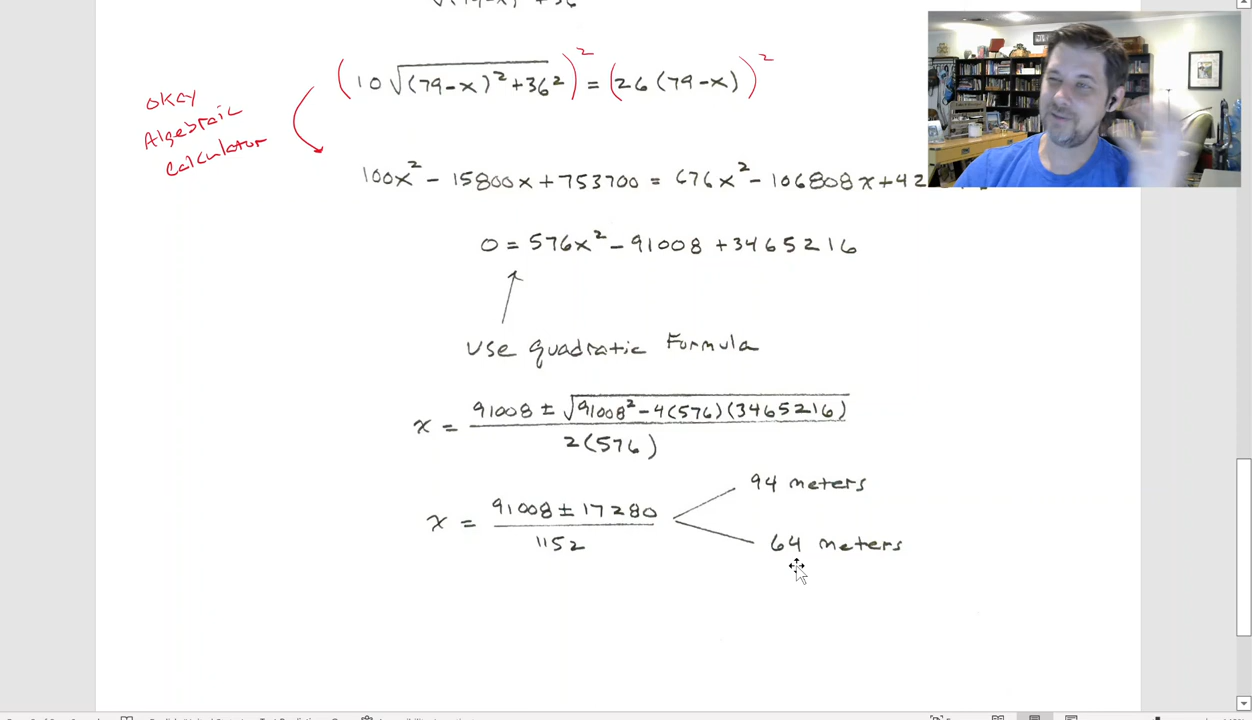 (10√((79-x)²+36²))² = (26(79-x))²
okay
Algebraic
calculator
100x² - 15800x + 753700 = 676x² - 106808x + 42
0 = 576x² - 91008 + 3465216
Use quadratic Formula
x = (91008 ± √(91008² - 4(576)(3465216))) / 2(576)
94 meters
x = (91008 ± 17280) / 1152
64 meters